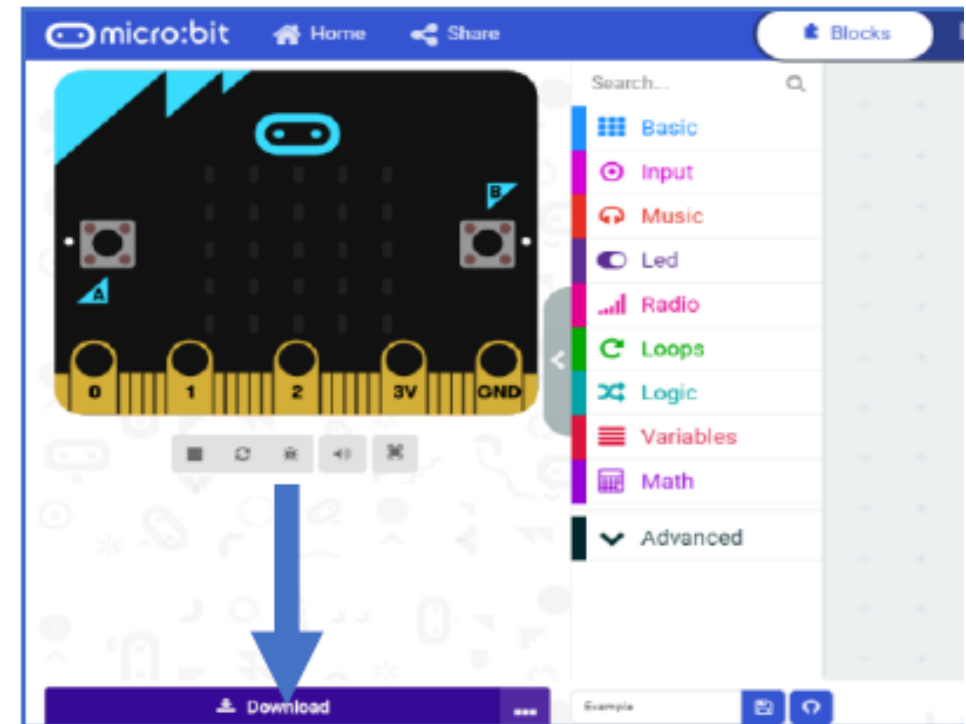 micro:bit Home Share Blocks
Search...
Basic
Input
Music
Led
Radio
Loops
Logic
Variables
Math
Advanced
B
A
0 1 2 3V GND
Download ... Example